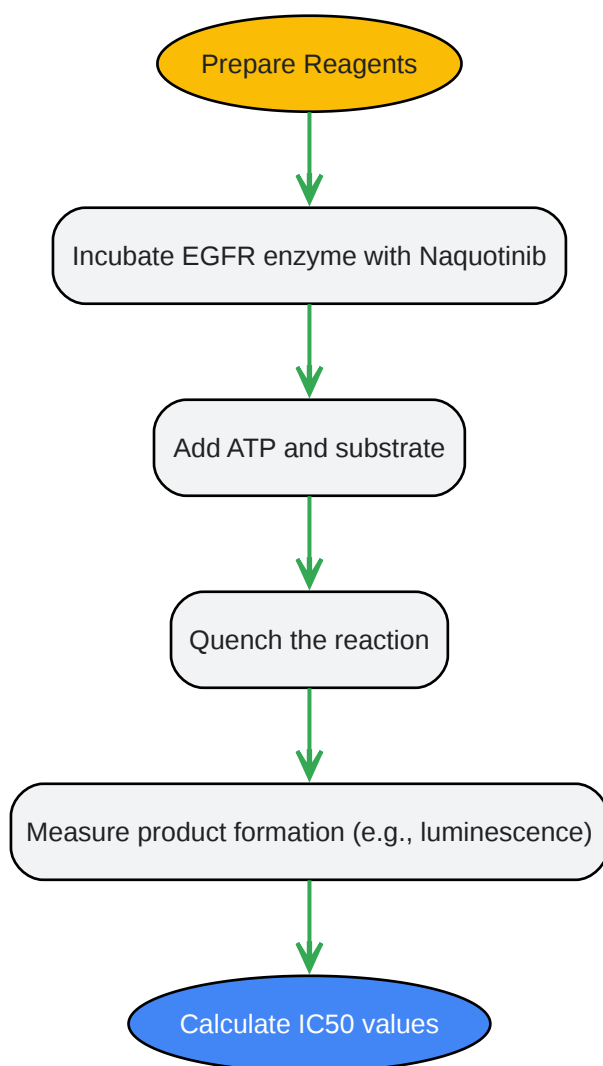 Prepare Reagents
Incubate EGFR enzyme with Naquotinib
Add ATP and substrate
Quench the reaction
Measure product formation (e.g., luminescence)
Calculate IC50 values